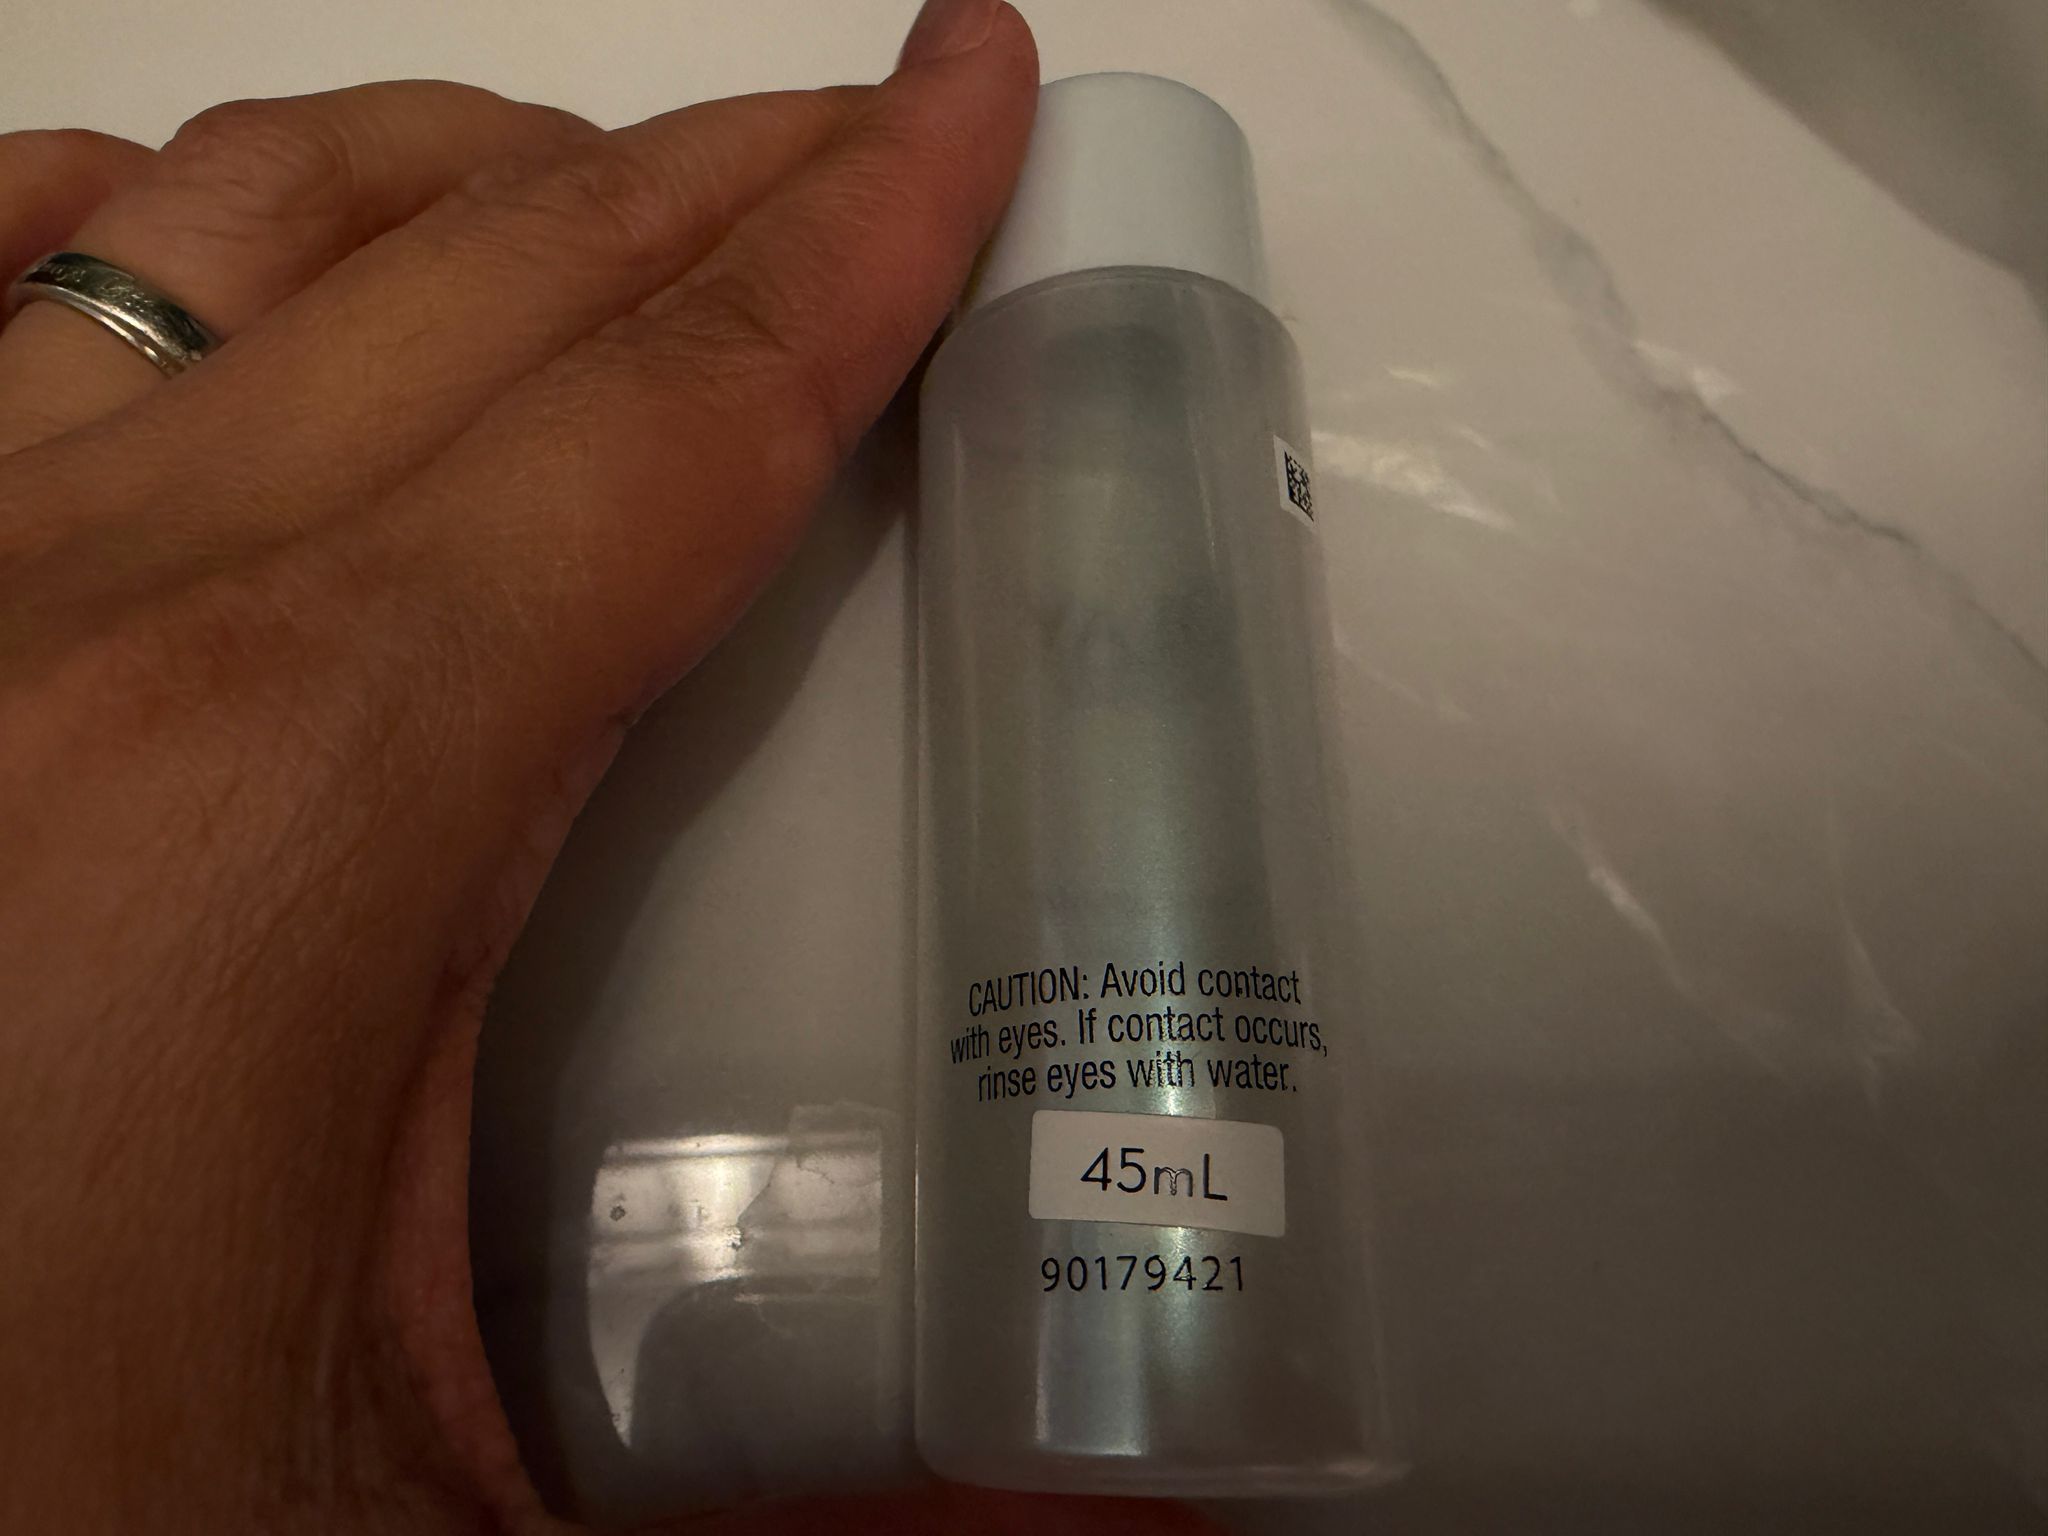 CAUTION: Avoid contact
with eyes. If contact occurs,
rinse eyes with water.
45mL
90179421